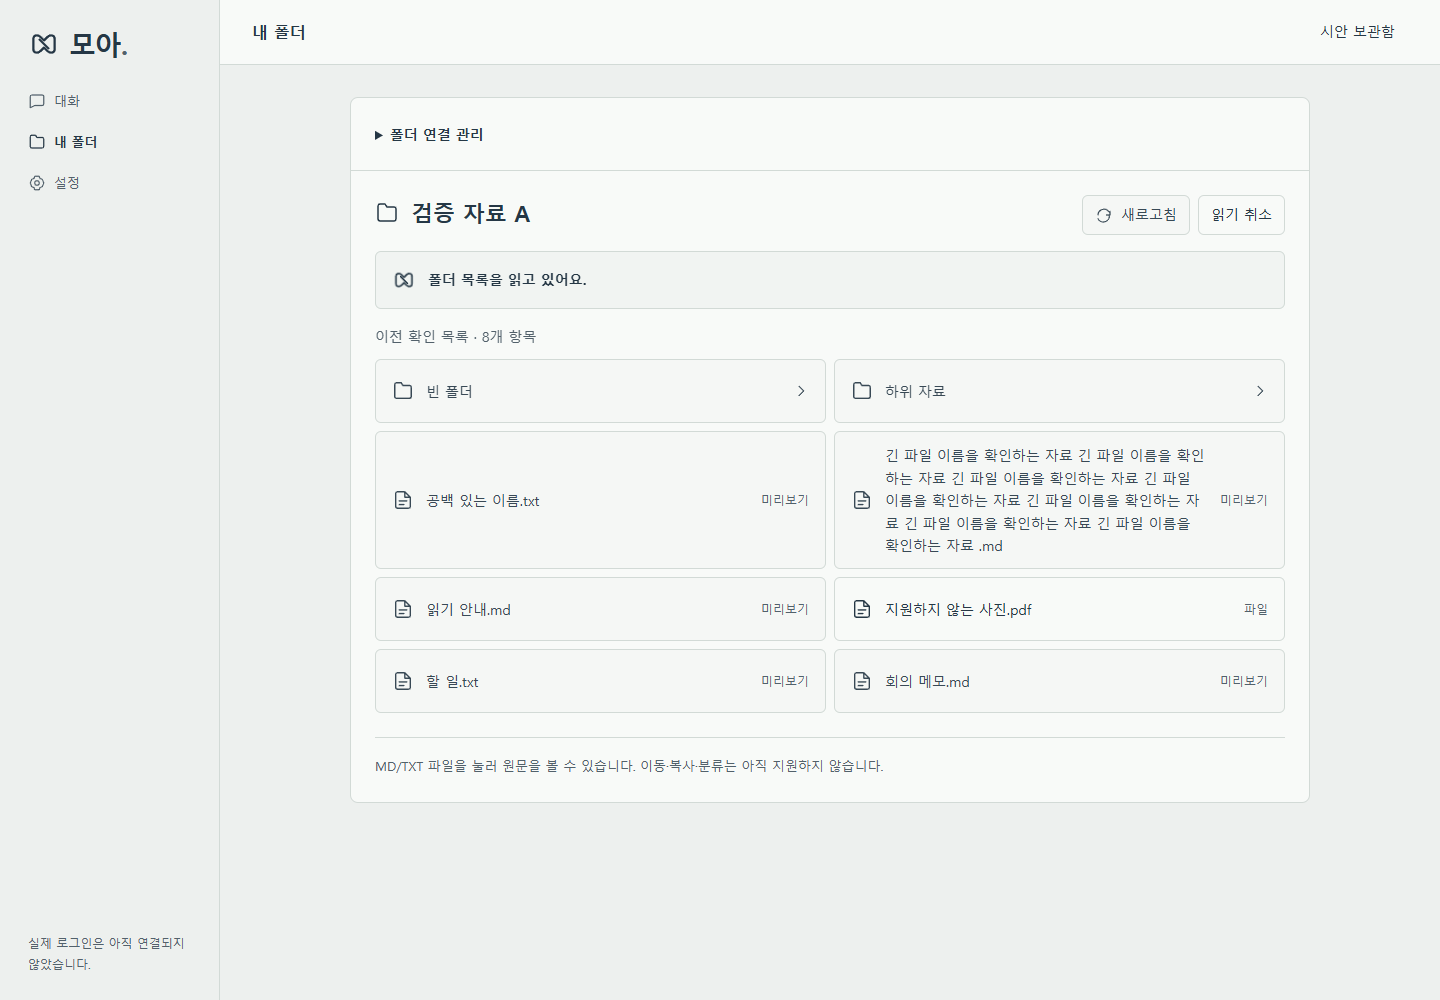 모아.
대화
내 폴더
설정
실제 로그인은 아직 연결되지
않았습니다.
내 폴더
시안 보관함
▶ 폴더 연결 관리
검증 자료 A
새로고침
읽기 취소
폴더 목록을 읽고 있어요.
이전 확인 목록 · 8개 항목
빈 폴더
하위 자료
공백 있는 이름.txt
미리보기
긴 파일 이름을 확인하는 자료 긴 파일 이름을 확인
하는 자료 긴 파일 이름을 확인하는 자료 긴 파일
이름을 확인하는 자료 긴 파일 이름을 확인하는 자
료 긴 파일 이름을 확인하는 자료 긴 파일 이름을
확인하는 자료 .md
미리보기
읽기 안내.md
미리보기
지원하지 않는 사진.pdf
파일
할 일.txt
미리보기
회의 메모.md
미리보기
MD/TXT 파일을 눌러 원문을 볼 수 있습니다. 이동·복사·분류는 아직 지원하지 않습니다.